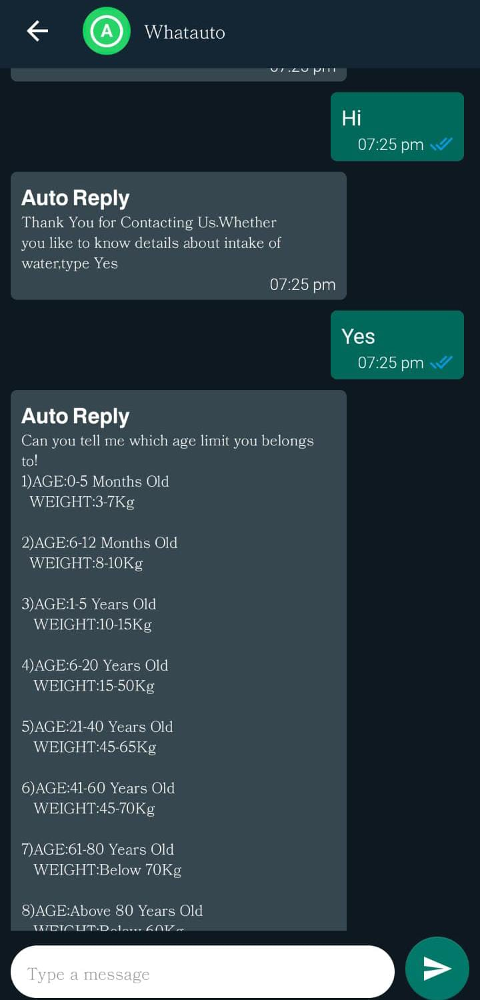 A
Whatauto
07:25 pm
Hi
07:25 pm
Auto Reply
Thank You for Contacting Us.Whether
you like to know details about intake of
water,type Yes
07:25 pm
Yes
07:25 pm
Auto Reply
Can you tell me which age limit you belongs
to!
1)AGE:0-5 Months Old
WEIGHT:3-7Kg
2)AGE:6-12 Months Old
WEIGHT:8-10Kg
3)AGE:1-5 Years Old
WEIGHT:10-15Kg
4)AGE:6-20 Years Old
WEIGHT:15-50Kg
5)AGE:21-40 Years Old
WEIGHT:45-65Kg
6)AGE:41-60 Years Old
WEIGHT:45-70Kg
7)AGE:61-80 Years Old
WEIGHT:Below 70Kg
8)AGE:Above 80 Years Old
WEIGHT:Below 60Kg
Type a message